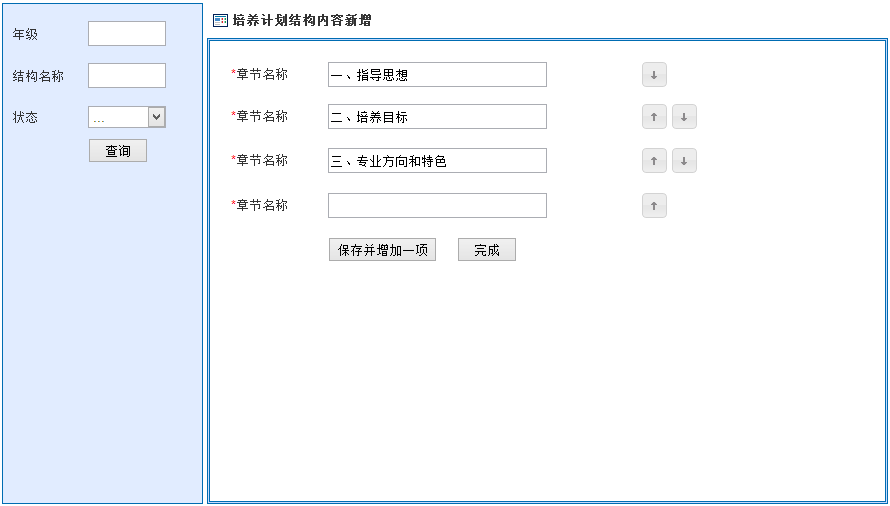 年级
结构名称
状态
...
查询
培养计划结构内容新增
*章节名称 一、指导思想
*章节名称 二、培养目标
*章节名称 三、专业方向和特色
*章节名称
保存并增加一项 完成